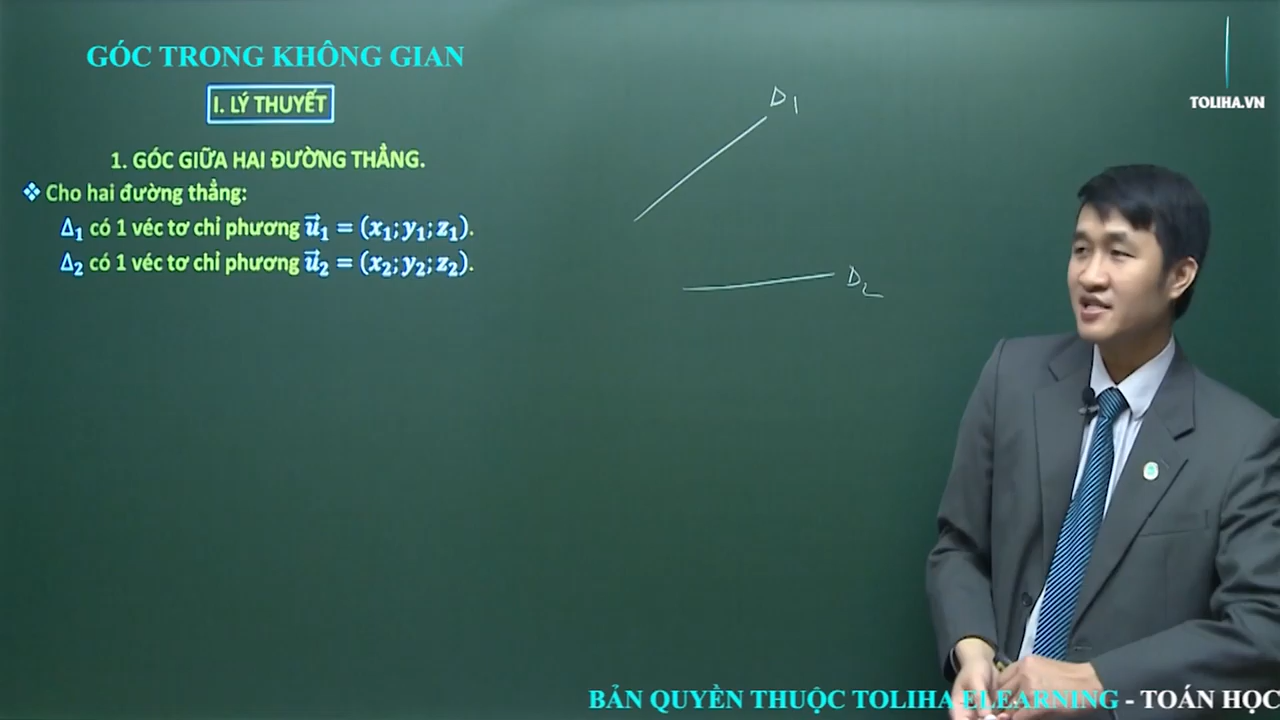 GÓC TRONG KHÔNG GIAN
I. LÝ THUYẾT
1. GÓC GIỮA HAI ĐƯỜNG THẲNG.
❖ Cho hai đường thẳng:
Δ₁ có 1 véc tơ chỉ phương u⃗₁ = (x₁; y₁; z₁).
Δ₂ có 1 véc tơ chỉ phương u⃗₂ = (x₂; y₂; z₂).
D₁
D₂
TOLIHA.VN
BẢN QUYỀN THUỘC TOLIHA ELEARNING - TOÁN HỌC